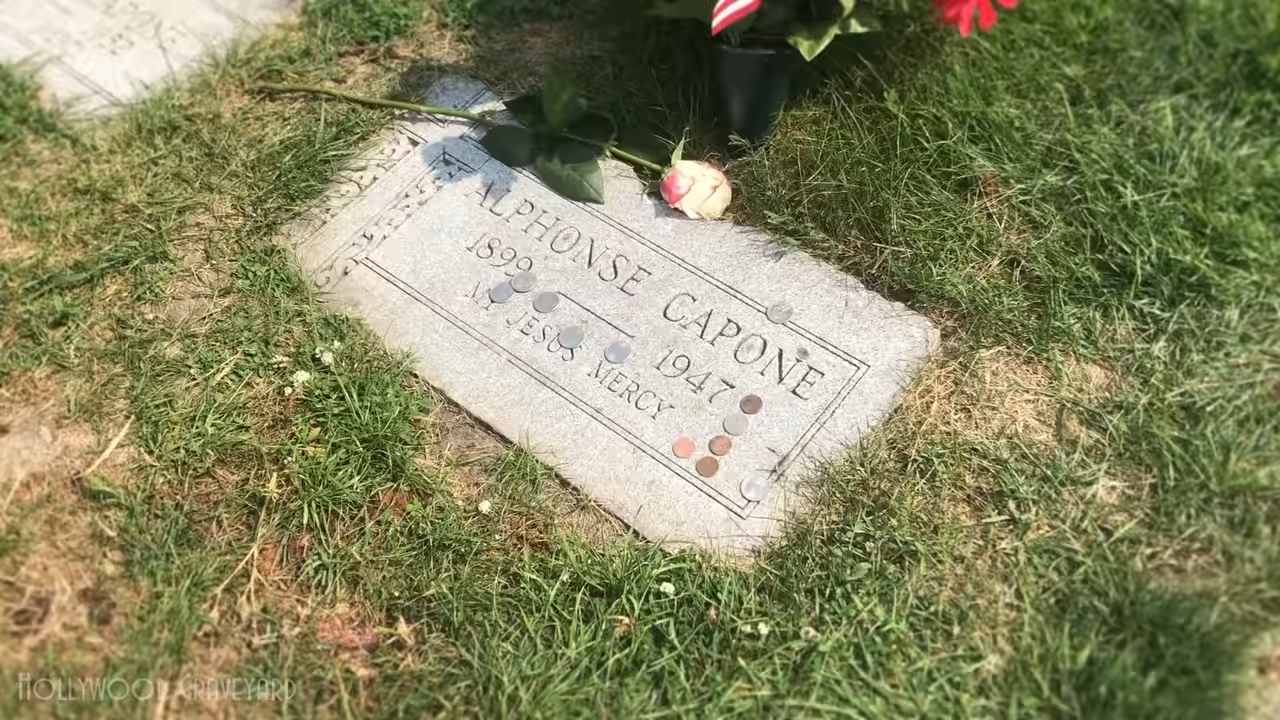 ALPHONSE CAPONE
1899 — 1947
MY JESUS MERCY
HOLLYWOOD GRAVEYARD